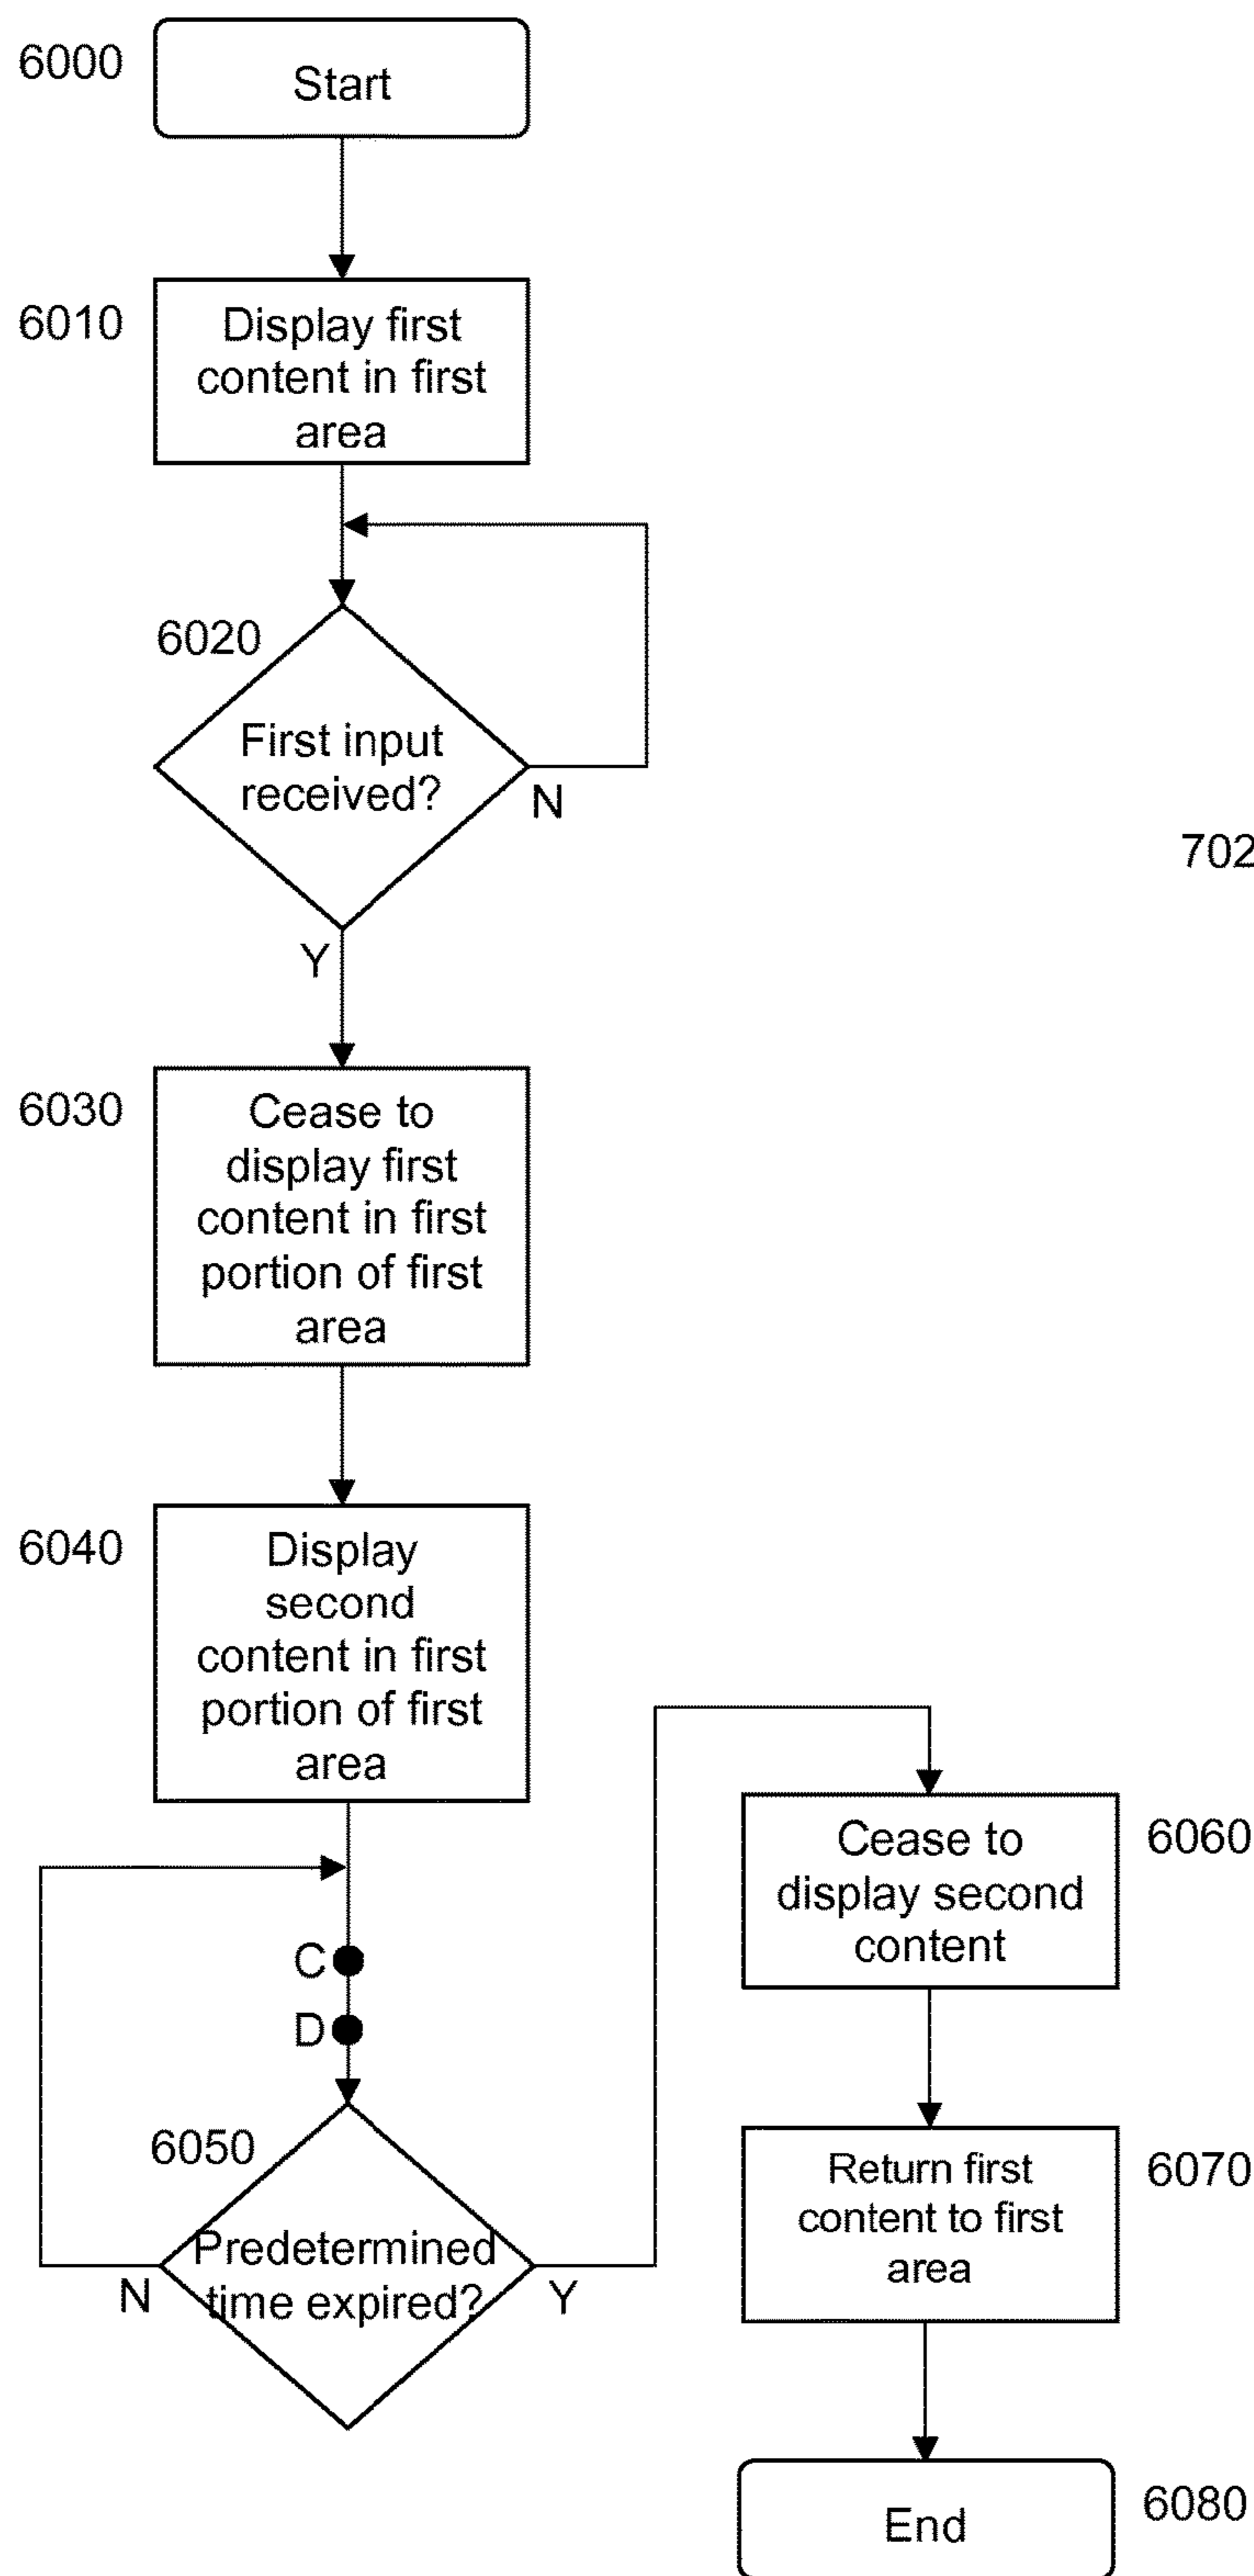 6000
Start
6010
Display first
content in first
area
6020
First input
received?
N
Y
6030
Cease to
display first
content in first
portion of first
area
6040
Display
second
content in first
portion of first
area
C
D
6050
Predetermined
time expired?
N
Y
6060
Cease to
display second
content
6070
Return first
content to first
area
6080
End
702